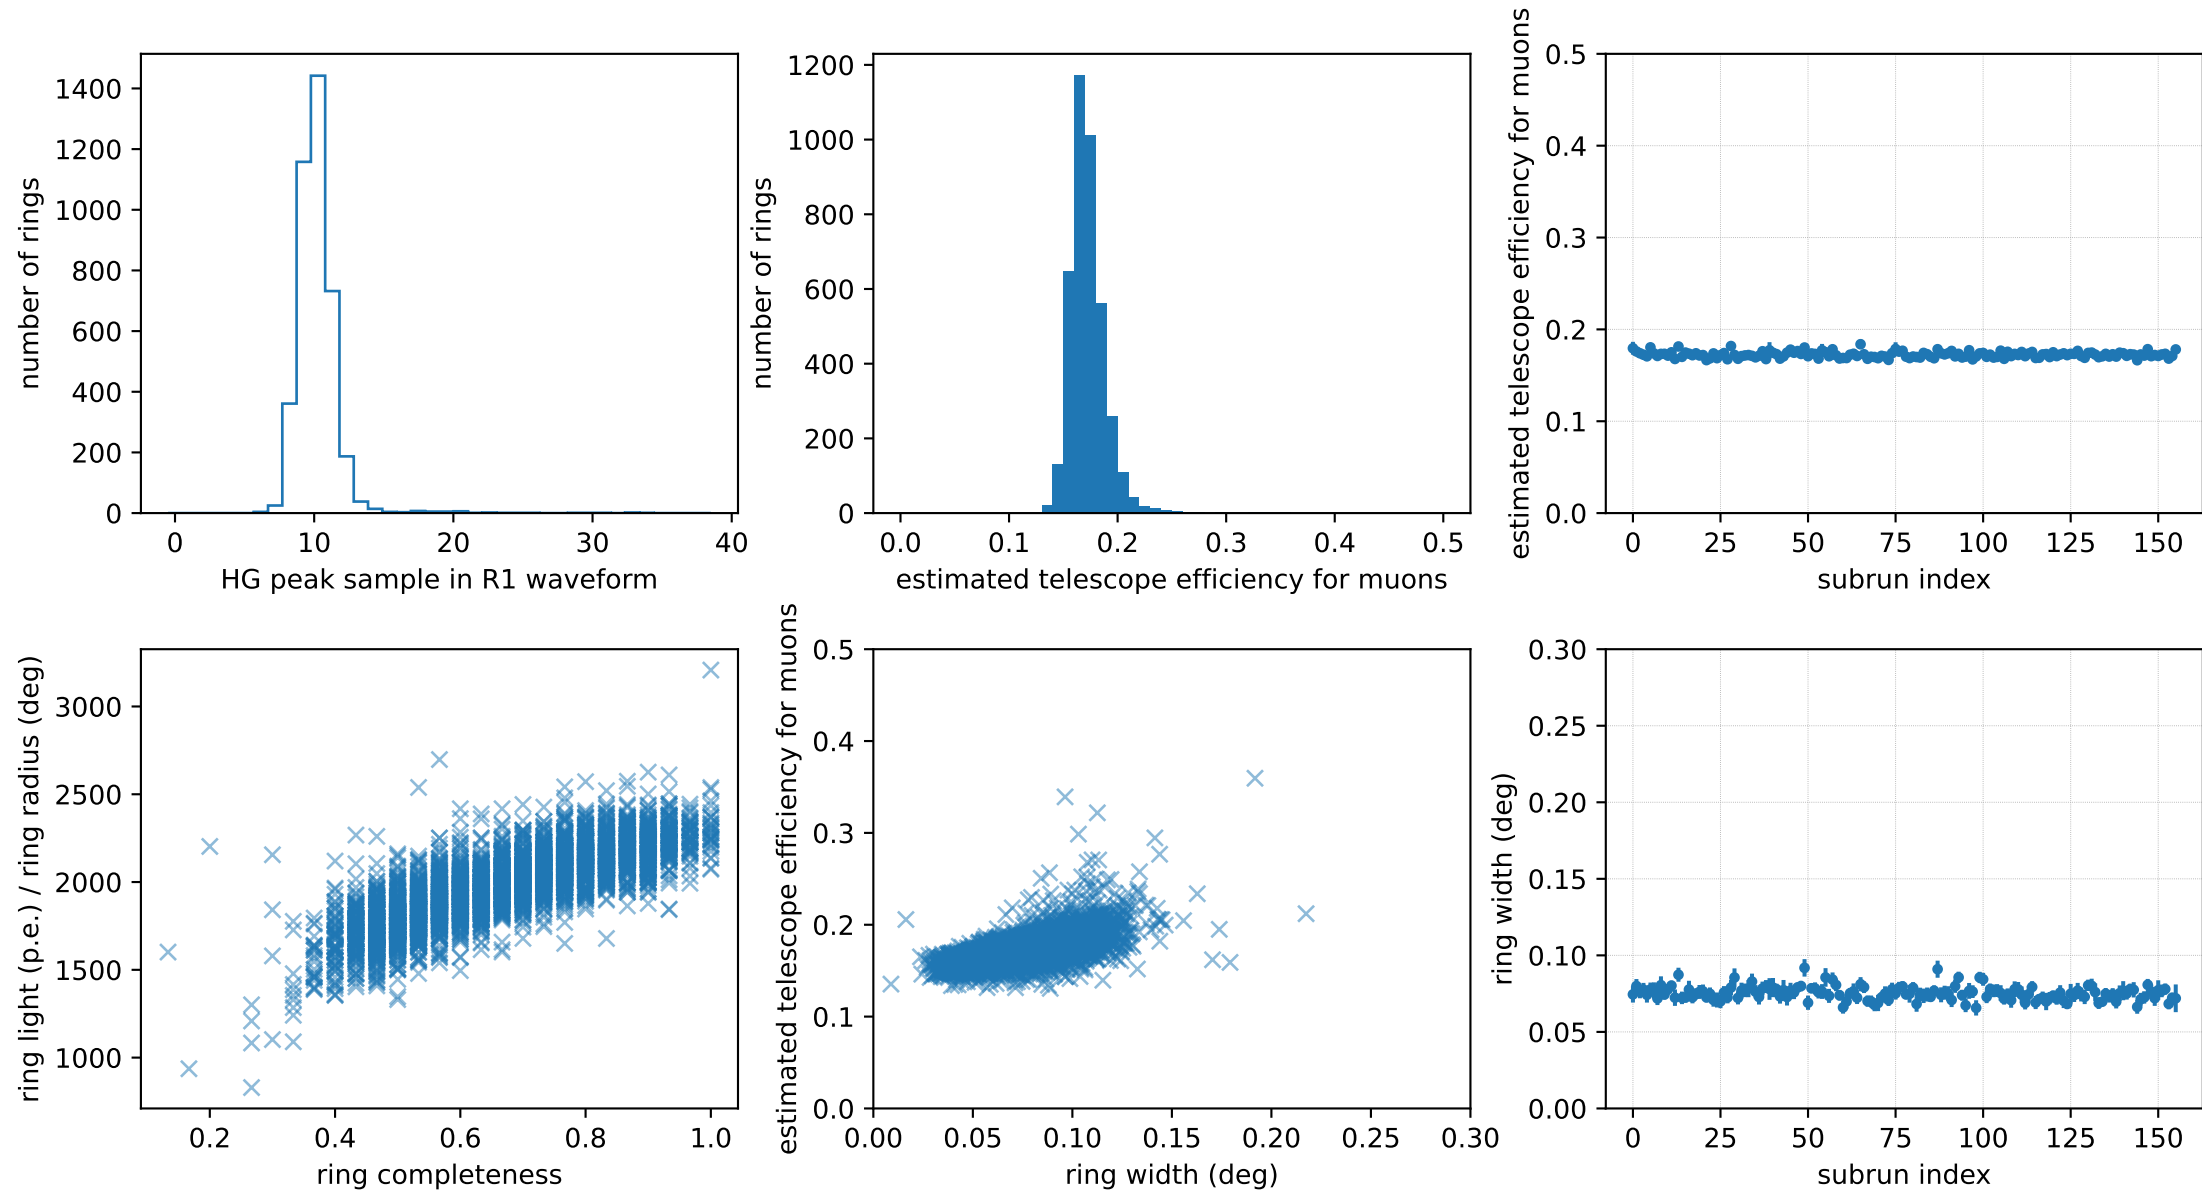 number of rings
1400
1200
1000
800
600
400
200
0
0 10 20 30 40
HG peak sample in R1 waveform
number of rings
1200
1000
800
600
400
200
0
0.0 0.1 0.2 0.3 0.4 0.5
estimated telescope efficiency for muons
estimated telescope efficiency for muons
0.5
0.4
0.3
0.2
0.1
0.0
0 25 50 75 100 125 150
subrun index
ring light (p.e.) / ring radius (deg)
3000
2500
2000
1500
1000
0.2 0.4 0.6 0.8 1.0
ring completeness
estimated telescope efficiency for muons
0.5
0.4
0.3
0.2
0.1
0.0
0.00 0.05 0.10 0.15 0.20 0.25 0.30
ring width (deg)
ring width (deg)
0.30
0.25
0.20
0.15
0.10
0.05
0.00
0 25 50 75 100 125 150
subrun index